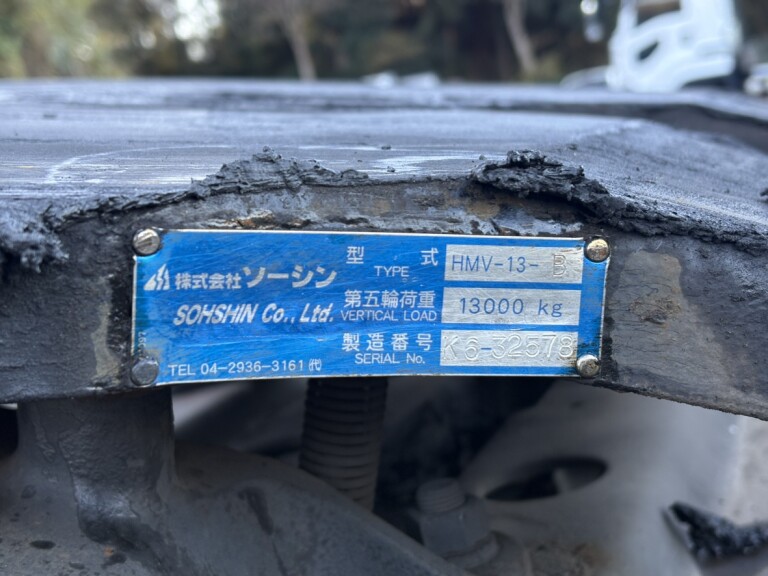 株式会社ソーシン
SOHSHIN Co., Ltd.
TEL 04-2936-3161㈹
型式 HMV-13-B
TYPE
第五輪荷重 13000 kg
VERTICAL LOAD
製造番号 K6-32578
SERIAL No.